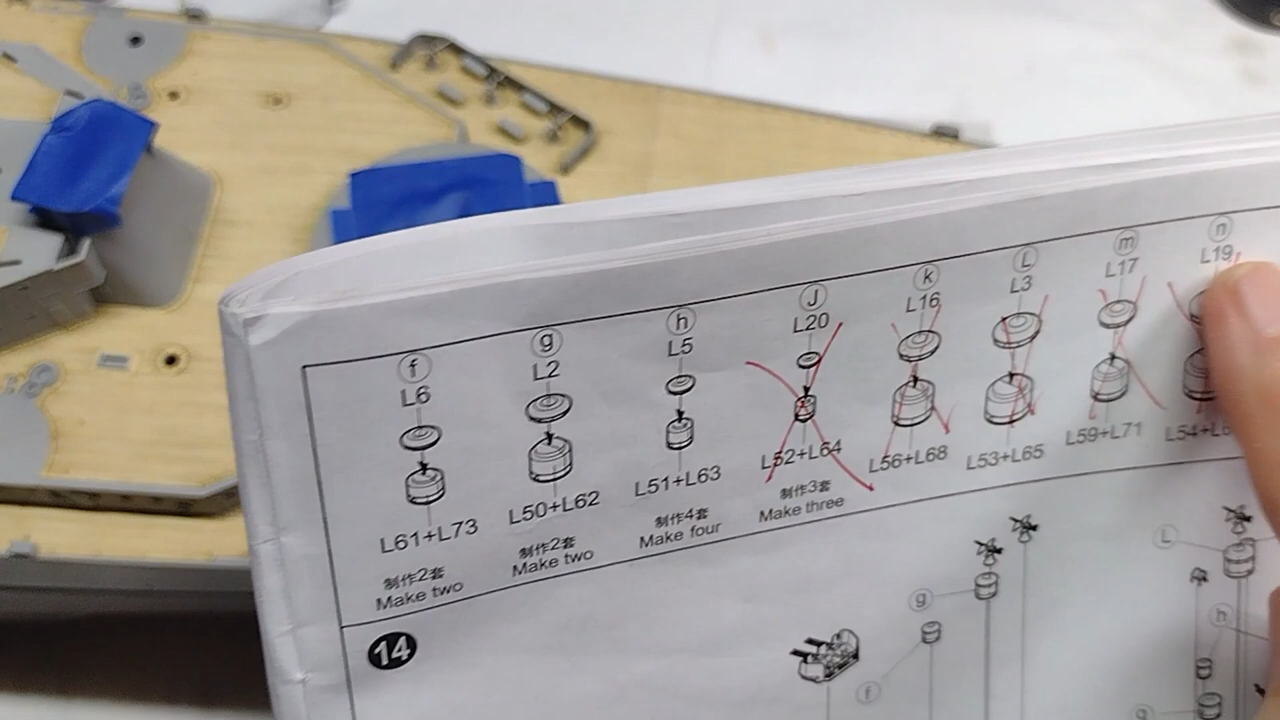 f
L6
L61+L73
制作2套
Make two
g
L2
L50+L62
制作2套
Make two
h
L5
L51+L63
制作4套
Make four
J
L20
L52+L64
制作3套
Make three
k
L16
L56+L68
L
L3
L53+L65
m
L17
L59+L71
n
L19
14
g
f
L
h
g